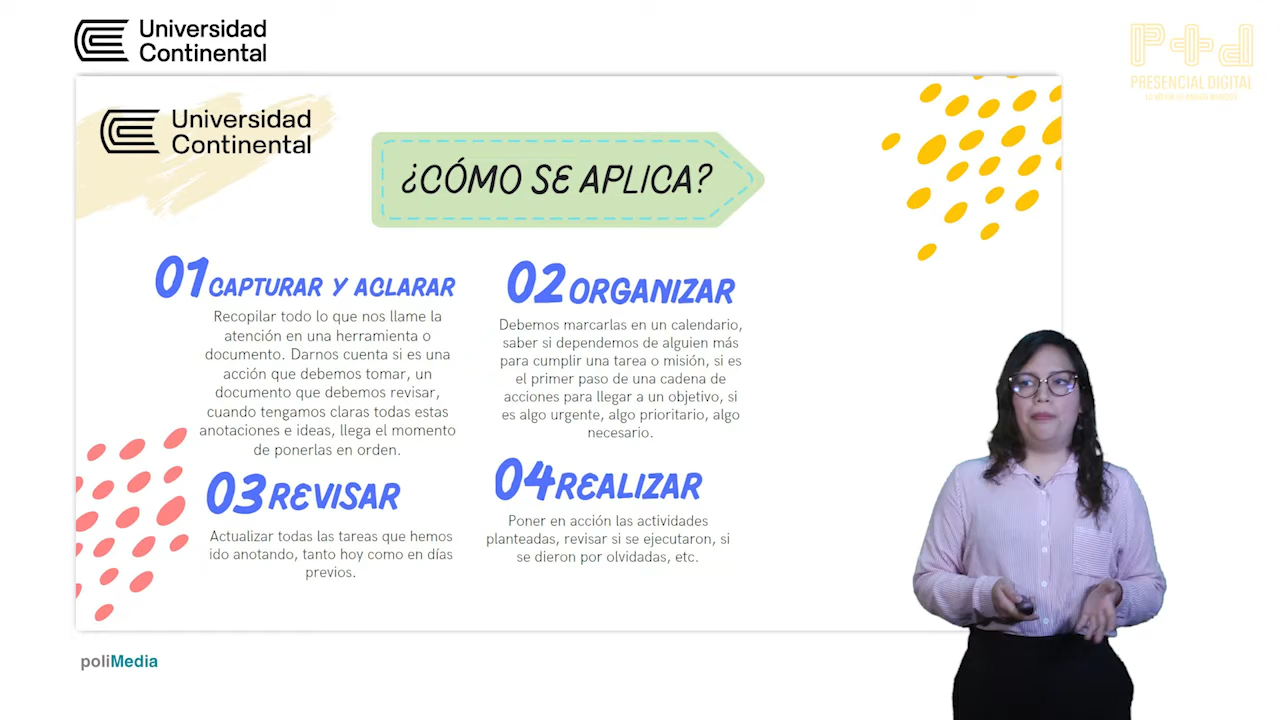 Universidad
Continental
P+d
PRESENCIAL DIGITAL
Universidad
Continental
¿CÓMO SE APLICA?
01 CAPTURAR Y ACLARAR
Recopilar todo lo que nos llame la
atención en una herramienta o
documento. Darnos cuenta si es una
acción que debemos tomar, un
documento que debemos revisar,
cuando tengamos claras todas estas
anotaciones e ideas, llega el momento
de ponerlas en orden.
02 ORGANIZAR
Debemos marcarlas en un calendario,
saber si dependemos de alguien más
para cumplir una tarea o misión, si es
el primer paso de una cadena de
acciones para llegar a un objetivo, si
es algo urgente, algo prioritario, algo
necesario.
03 REVISAR
Actualizar todas las tareas que hemos
ido anotando, tanto hoy como en días
previos.
04 REALIZAR
Poner en acción las actividades
planteadas, revisar si se ejecutaron, si
se dieron por olvidadas, etc.
poliMedia